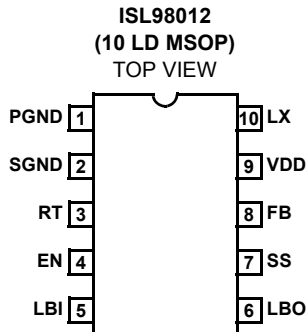 ISL98012
(10 LD MSOP)
TOP VIEW
PGND 1 10 LX
SGND 2 9 VDD
RT 3 8 FB
EN 4 7 SS
LBI 5 6 LBO